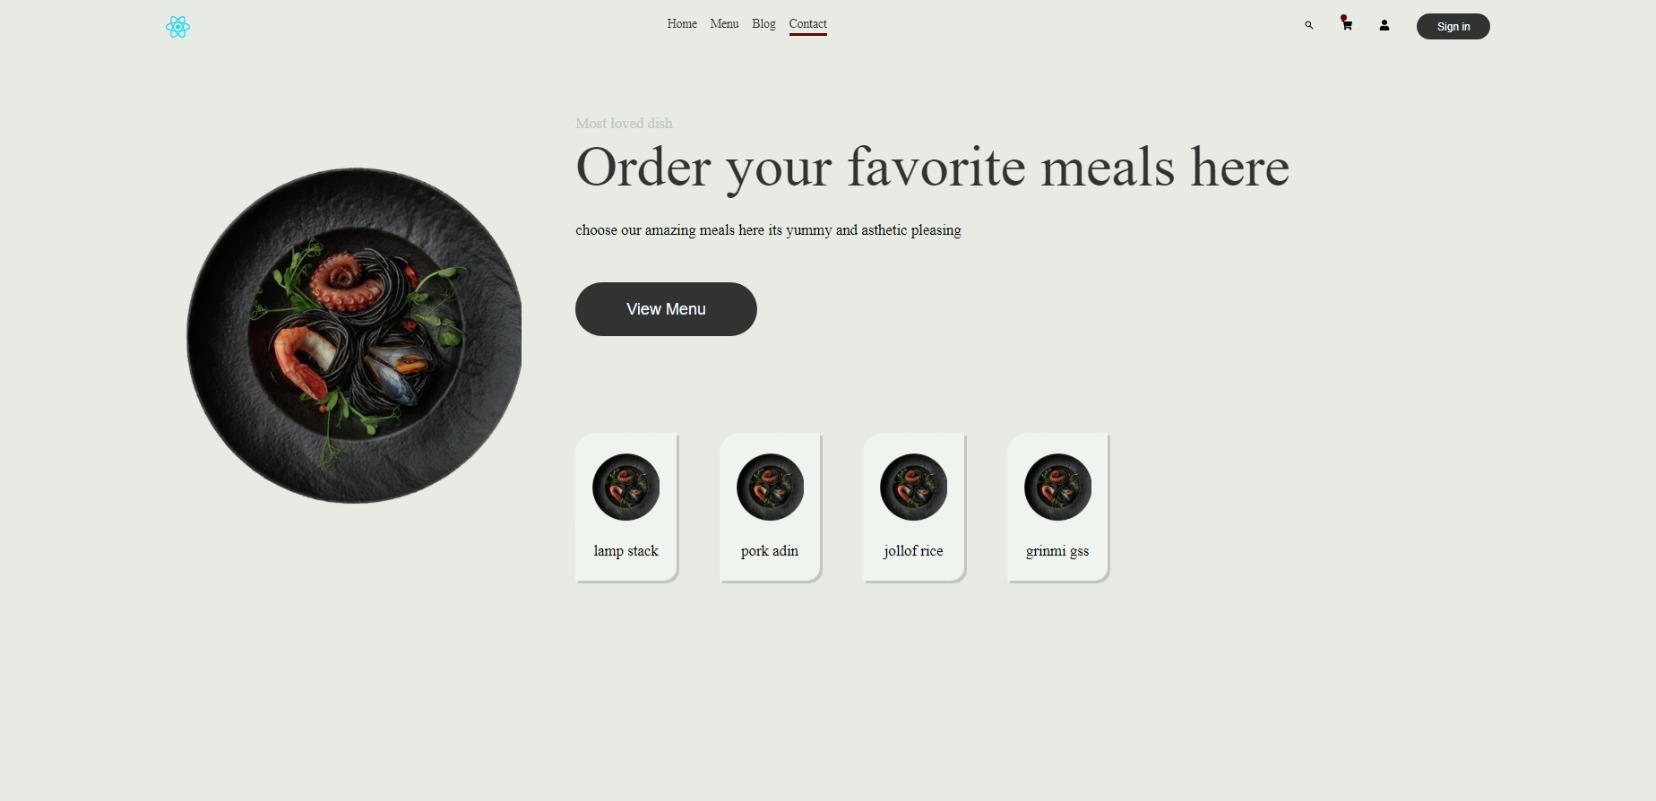 Home Menu Blog Contact
Sign in
Most loved dish
Order your favorite meals here
choose our amazing meals here its yummy and asthetic pleasing
View Menu
lamp stack
pork adin
jollof rice
grinmi gss